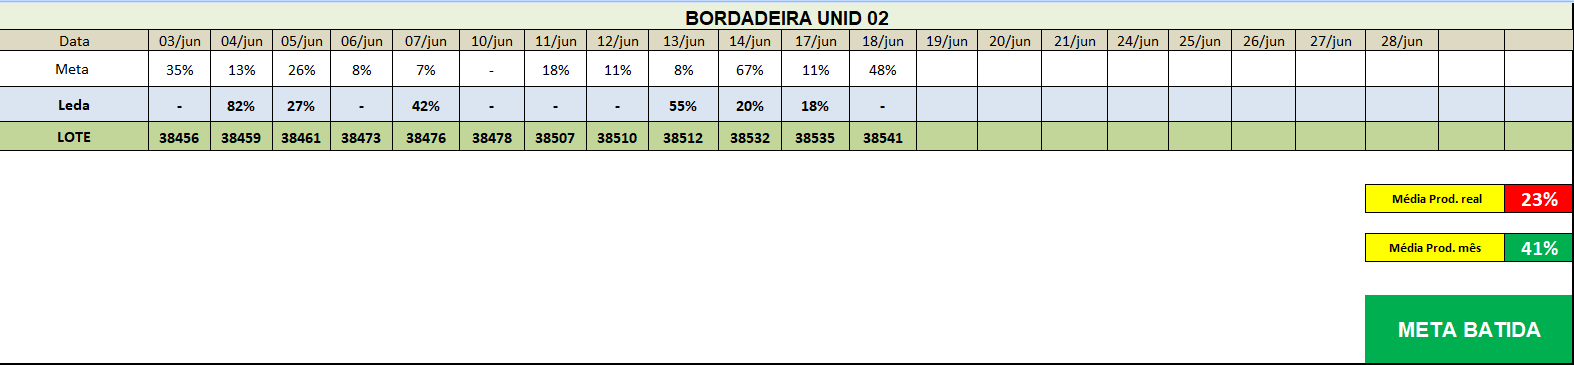 BORDADEIRA UNID 02
Data 03/jun 04/jun 05/jun 06/jun 07/jun 10/jun 11/jun 12/jun 13/jun 14/jun 17/jun 18/jun 19/jun 20/jun 21/jun 24/jun 25/jun 26/jun 27/jun 28/jun
Meta 35% 13% 26% 8% 7% - 18% 11% 8% 67% 11% 48%
Leda - 82% 27% - 42% - - - 55% 20% 18% -
LOTE 38456 38459 38461 38473 38476 38478 38507 38510 38512 38532 38535 38541
Média Prod. real 23%
Média Prod. mês 41%
META BATIDA